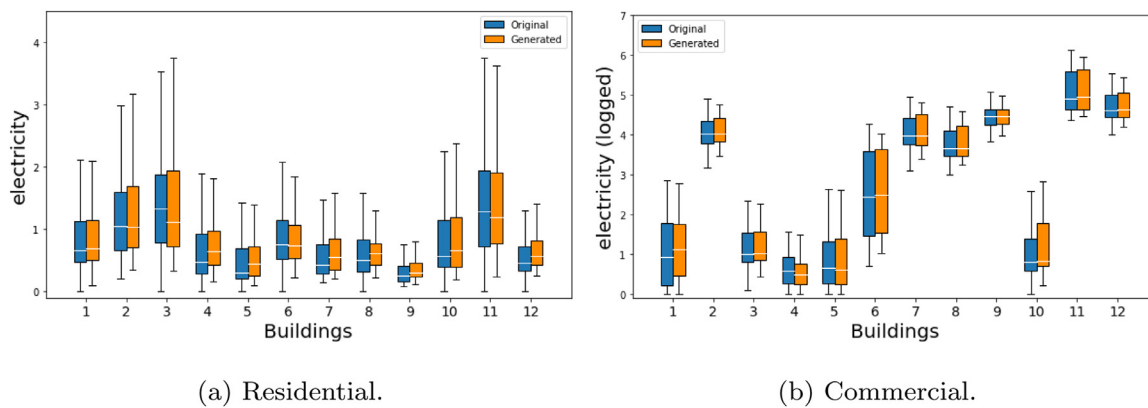 Original
Generated
4
3
2
1
0
electricity
1 2 3 4 5 6 7 8 9 10 11 12
Buildings
(a) Residential.
Original
Generated
7
6
5
4
3
2
1
0
electricity (logged)
1 2 3 4 5 6 7 8 9 10 11 12
Buildings
(b) Commercial.